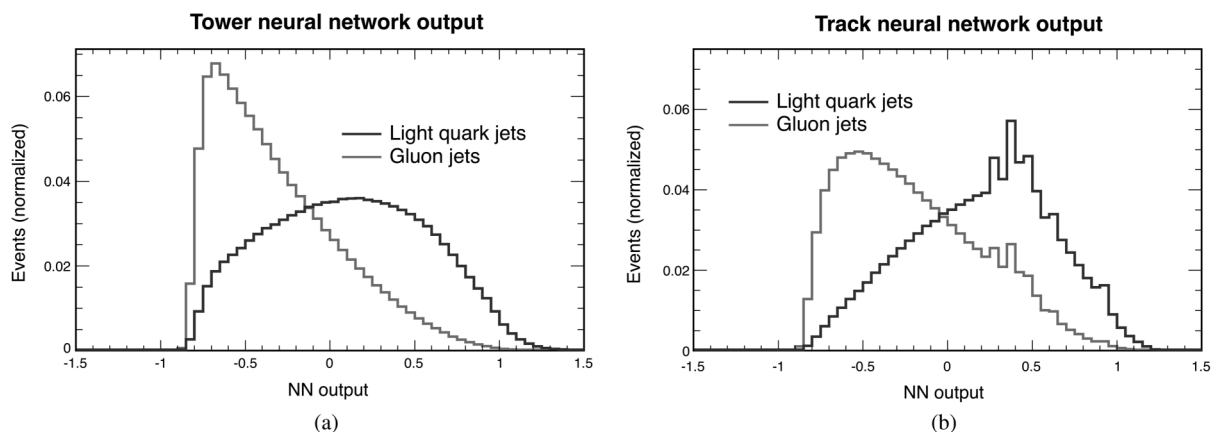 Tower neural network output
Events (normalized)
0.06
0.04
0.02
0
Light quark jets
Gluon jets
-1.5
-1
-0.5
0
0.5
1
1.5
NN output
(a)
Track neural network output
Events (normalized)
0.06
0.04
0.02
0
Light quark jets
Gluon jets
-1.5
-1
-0.5
0
0.5
1
1.5
NN output
(b)